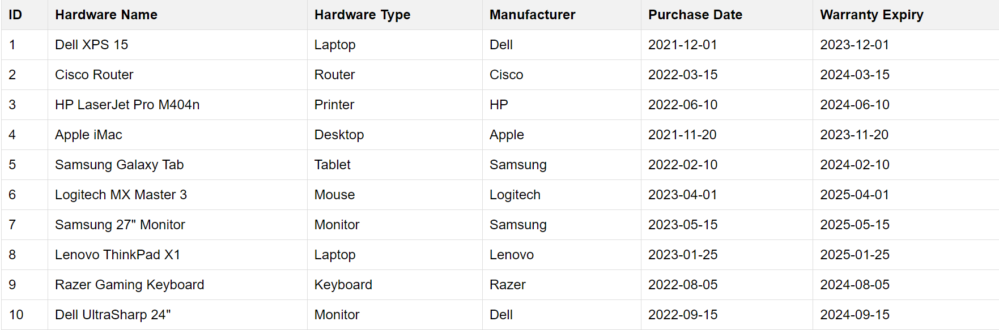 ID Hardware Name Hardware Type Manufacturer Purchase Date Warranty Expiry
1 Dell XPS 15 Laptop Dell 2021-12-01 2023-12-01
2 Cisco Router Router Cisco 2022-03-15 2024-03-15
3 HP LaserJet Pro M404n Printer HP 2022-06-10 2024-06-10
4 Apple iMac Desktop Apple 2021-11-20 2023-11-20
5 Samsung Galaxy Tab Tablet Samsung 2022-02-10 2024-02-10
6 Logitech MX Master 3 Mouse Logitech 2023-04-01 2025-04-01
7 Samsung 27" Monitor Monitor Samsung 2023-05-15 2025-05-15
8 Lenovo ThinkPad X1 Laptop Lenovo 2023-01-25 2025-01-25
9 Razer Gaming Keyboard Keyboard Razer 2022-08-05 2024-08-05
10 Dell UltraSharp 24" Monitor Dell 2022-09-15 2024-09-15